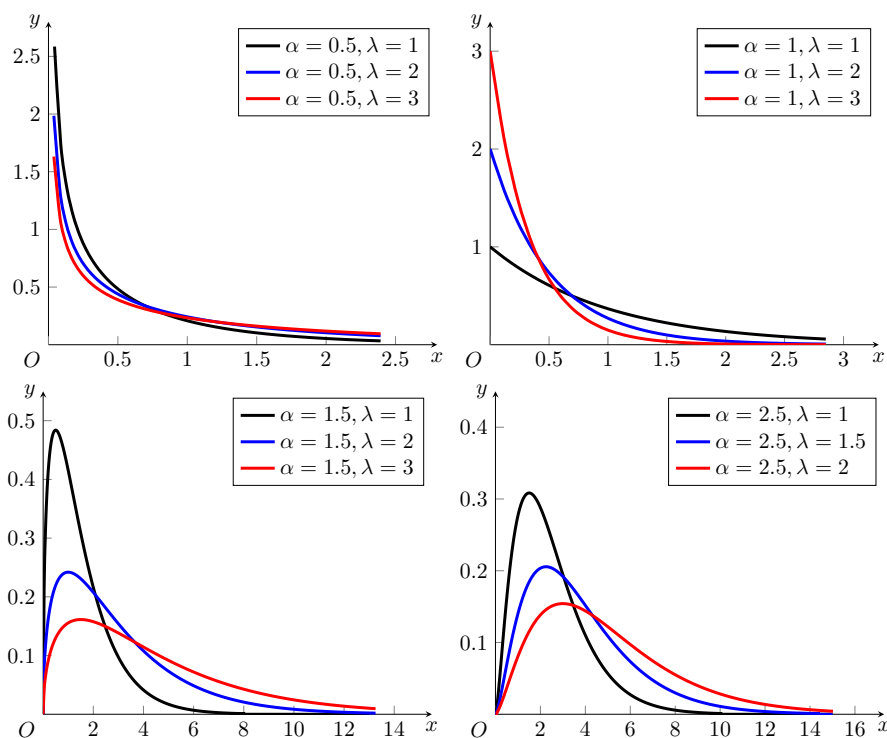 y
2.5
2
1.5
1
0.5
O
0.5
1
1.5
2
2.5
x
α = 0.5, λ = 1
α = 0.5, λ = 2
α = 0.5, λ = 3
y
3
2
1
O
0.5
1
1.5
2
2.5
3
x
α = 1, λ = 1
α = 1, λ = 2
α = 1, λ = 3
y
0.5
0.4
0.3
0.2
0.1
O
2
4
6
8
10
12
14
x
α = 1.5, λ = 1
α = 1.5, λ = 2
α = 1.5, λ = 3
y
0.4
0.3
0.2
0.1
O
2
4
6
8
10
12
14
16
x
α = 2.5, λ = 1
α = 2.5, λ = 1.5
α = 2.5, λ = 2